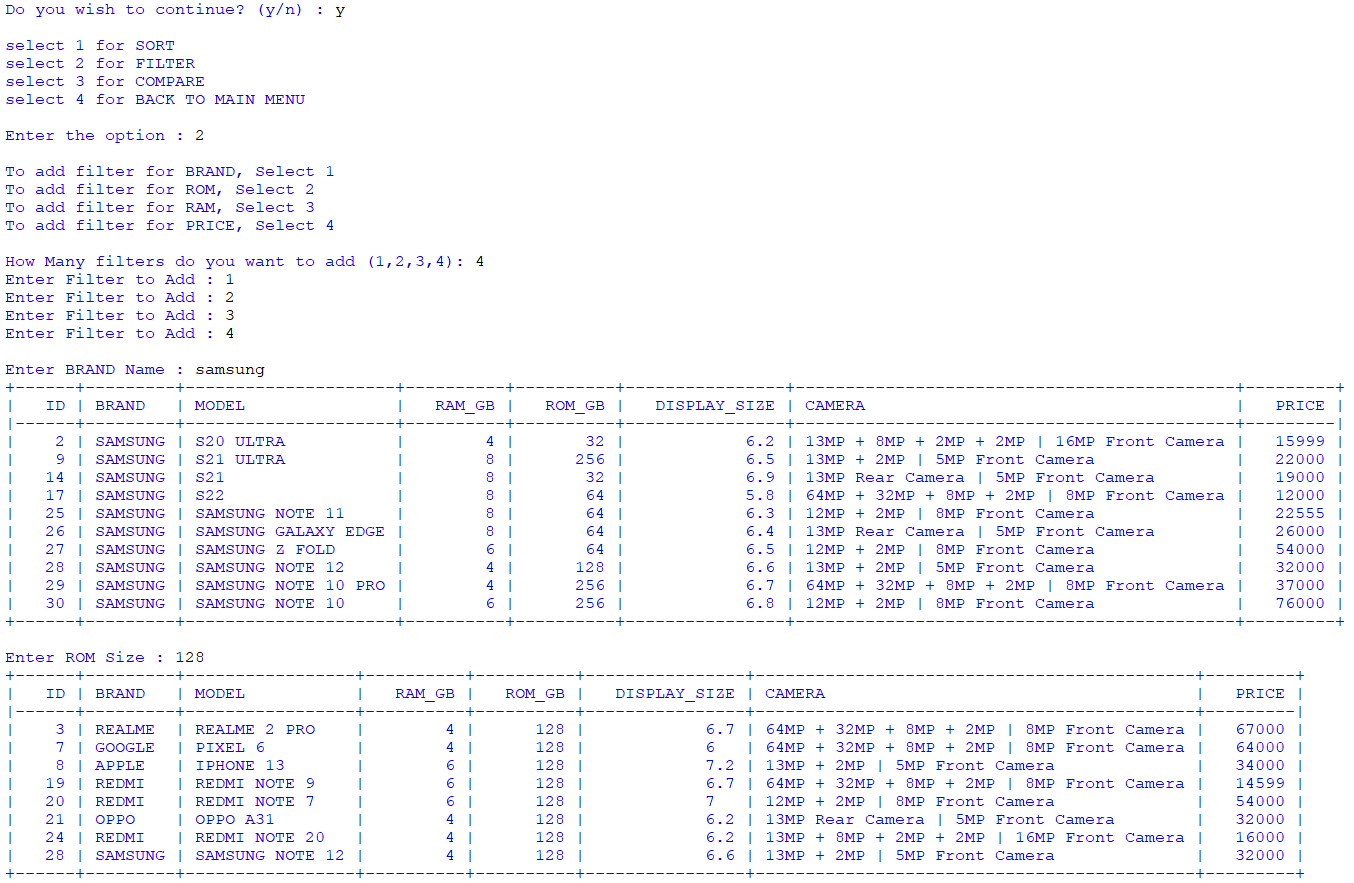 Do you wish to continue? (y/n) : y
select 1 for SORT
select 2 for FILTER
select 3 for COMPARE
select 4 for BACK TO MAIN MENU
Enter the option : 2
To add filter for BRAND, Select 1
To add filter for ROM, Select 2
To add filter for RAM, Select 3
To add filter for PRICE, Select 4
How Many filters do you want to add (1,2,3,4): 4
Enter Filter to Add : 1
Enter Filter to Add : 2
Enter Filter to Add : 3
Enter Filter to Add : 4
Enter BRAND Name : samsung
+------+---------+---------------------+----------+----------+----------------+--------------------------------------------+---------+
|   ID | BRAND   | MODEL               |   RAM_GB |   ROM_GB |   DISPLAY_SIZE | CAMERA                                     |   PRICE |
|------+---------+---------------------+----------+----------+----------------+--------------------------------------------+---------|
|    2 | SAMSUNG | S20 ULTRA           |        4 |       32 |            6.2 | 13MP + 8MP + 2MP + 2MP | 16MP Front Camera |   15999 |
|    9 | SAMSUNG | S21 ULTRA           |        8 |      256 |            6.5 | 13MP + 2MP | 5MP Front Camera              |   22000 |
|   14 | SAMSUNG | S21                 |        8 |       32 |            6.9 | 13MP Rear Camera | 5MP Front Camera        |   19000 |
|   17 | SAMSUNG | S22                 |        8 |       64 |            5.8 | 64MP + 32MP + 8MP + 2MP | 8MP Front Camera |   12000 |
|   25 | SAMSUNG | SAMSUNG NOTE 11     |        8 |       64 |            6.3 | 12MP + 2MP | 8MP Front Camera              |   22555 |
|   26 | SAMSUNG | SAMSUNG GALAXY EDGE |        8 |       64 |            6.4 | 13MP Rear Camera | 5MP Front Camera        |   26000 |
|   27 | SAMSUNG | SAMSUNG Z FOLD      |        6 |       64 |            6.5 | 12MP + 2MP | 8MP Front Camera              |   54000 |
|   28 | SAMSUNG | SAMSUNG NOTE 12     |        4 |      128 |            6.6 | 13MP + 2MP | 5MP Front Camera              |   32000 |
|   29 | SAMSUNG | SAMSUNG NOTE 10 PRO |        4 |      256 |            6.7 | 64MP + 32MP + 8MP + 2MP | 8MP Front Camera |   37000 |
|   30 | SAMSUNG | SAMSUNG NOTE 10     |        6 |      256 |            6.8 | 12MP + 2MP | 8MP Front Camera              |   76000 |
+------+---------+---------------------+----------+----------+----------------+--------------------------------------------+---------+
Enter ROM Size : 128
+------+---------+-----------------+----------+----------+----------------+--------------------------------------------+---------+
|   ID | BRAND   | MODEL           |   RAM_GB |   ROM_GB |   DISPLAY_SIZE | CAMERA                                     |   PRICE |
|------+---------+-----------------+----------+----------+----------------+--------------------------------------------+---------|
|    3 | REALME  | REALME 2 PRO    |        4 |      128 |            6.7 | 64MP + 32MP + 8MP + 2MP | 8MP Front Camera |   67000 |
|    7 | GOOGLE  | PIXEL 6         |        4 |      128 |            6   | 64MP + 32MP + 8MP + 2MP | 8MP Front Camera |   64000 |
|    8 | APPLE   | IPHONE 13       |        6 |      128 |            7.2 | 13MP + 2MP | 5MP Front Camera              |   34000 |
|   19 | REDMI   | REDMI NOTE 9    |        6 |      128 |            6.7 | 64MP + 32MP + 8MP + 2MP | 8MP Front Camera |   14599 |
|   20 | REDMI   | REDMI NOTE 7    |        6 |      128 |            7   | 12MP + 2MP | 8MP Front Camera              |   54000 |
|   21 | OPPO    | OPPO A31        |        4 |      128 |            6.2 | 13MP Rear Camera | 5MP Front Camera        |   32000 |
|   24 | REDMI   | REDMI NOTE 20   |        4 |      128 |            6.2 | 13MP + 8MP + 2MP + 2MP | 16MP Front Camera |   16000 |
|   28 | SAMSUNG | SAMSUNG NOTE 12 |        4 |      128 |            6.6 | 13MP + 2MP | 5MP Front Camera              |   32000 |
+------+---------+-----------------+----------+----------+----------------+--------------------------------------------+---------+